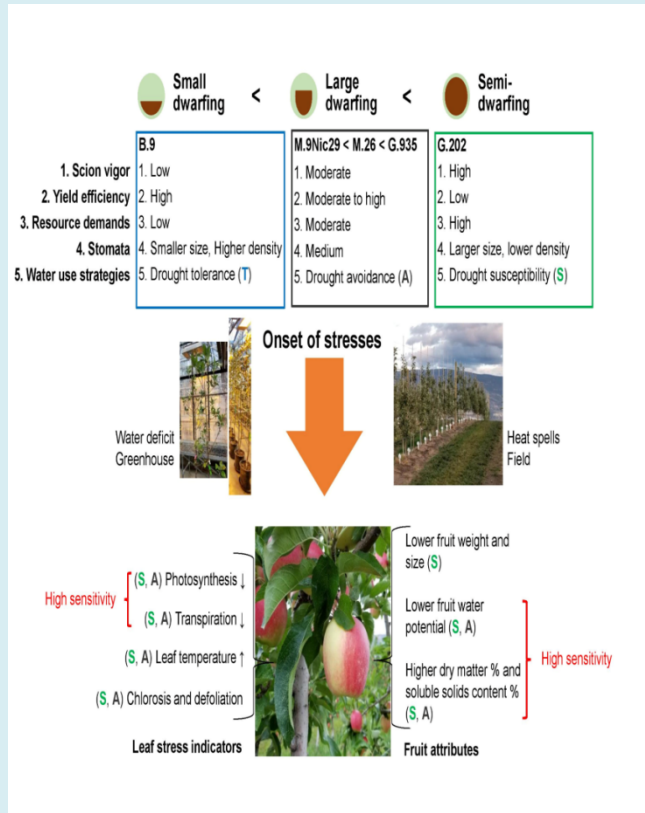 Small
dwarfing
<
Large
dwarfing
<
Semi-
dwarfing
1. Scion vigor
2. Yield efficiency
3. Resource demands
4. Stomata
5. Water use strategies
B.9
1. Low
2. High
3. Low
4. Smaller size, Higher density
5. Drought tolerance (T)
M.9Nic29 < M.26 < G.935
1. Moderate
2. Moderate to high
3. Moderate
4. Medium
5. Drought avoidance (A)
G.202
1. High
2. Low
3. High
4. Larger size, lower density
5. Drought susceptibility (S)
Onset of stresses
Water deficit
Greenhouse
Heat spells
Field
High sensitivity
(S, A) Photosynthesis ↓
(S, A) Transpiration ↓
(S, A) Leaf temperature ↑
(S, A) Chlorosis and defoliation
Leaf stress indicators
Lower fruit weight and
size (S)
Lower fruit water
potential (S, A)
Higher dry matter % and
soluble solids content %
(S, A)
High sensitivity
Fruit attributes